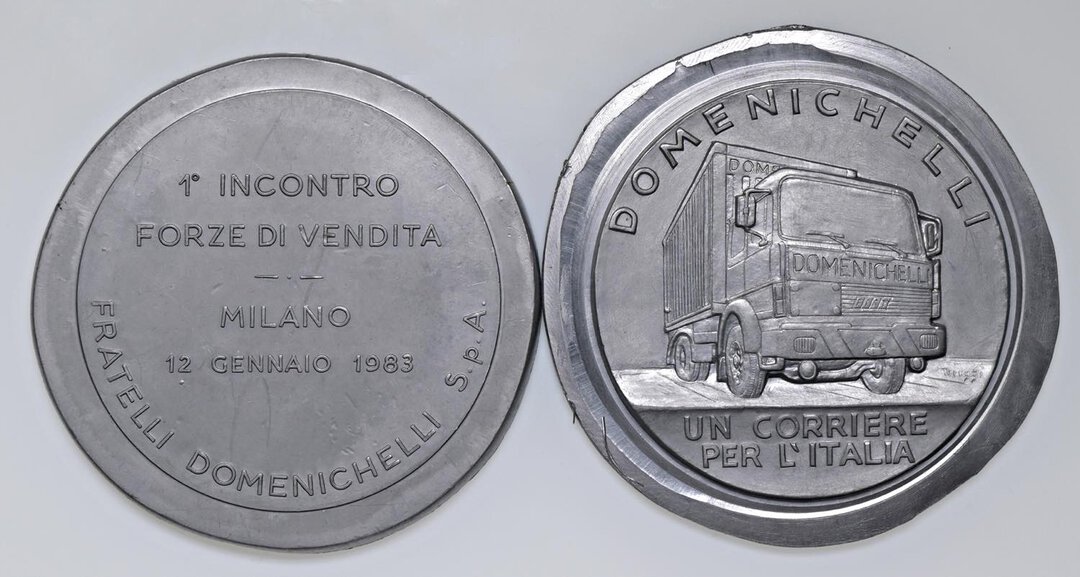 1° INCONTRO
FORZE DI VENDITA
MILANO
12 GENNAIO 1983
FRATELLI DOMENICHELLI S.p.A.
DOMENICHELLI
DOMENICHELLI
UN CORRIERE
PER L'ITALIA